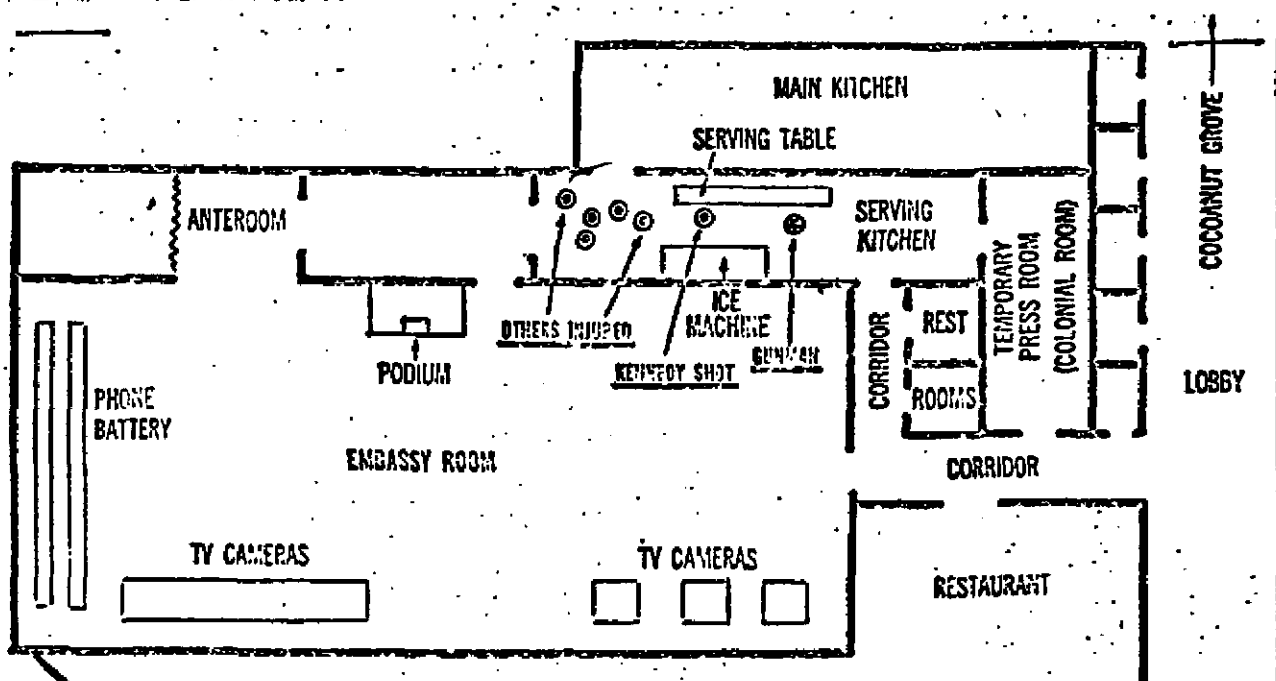 MAIN KITCHEN
SERVING TABLE
ANTEROOM
SERVING
KITCHEN
COCOANUT GROVE
TEMPORARY
PRESS ROOM
(COLONIAL ROOM)
ICE
MACHINE
OTHERS INJURED
KENNEDY SHOT
GUNMAN
PODIUM
CORRIDOR
REST
ROOMS
LOBBY
PHONE
BATTERY
EMBASSY ROOM
CORRIDOR
TV CAMERAS
TV CAMERAS
RESTAURANT